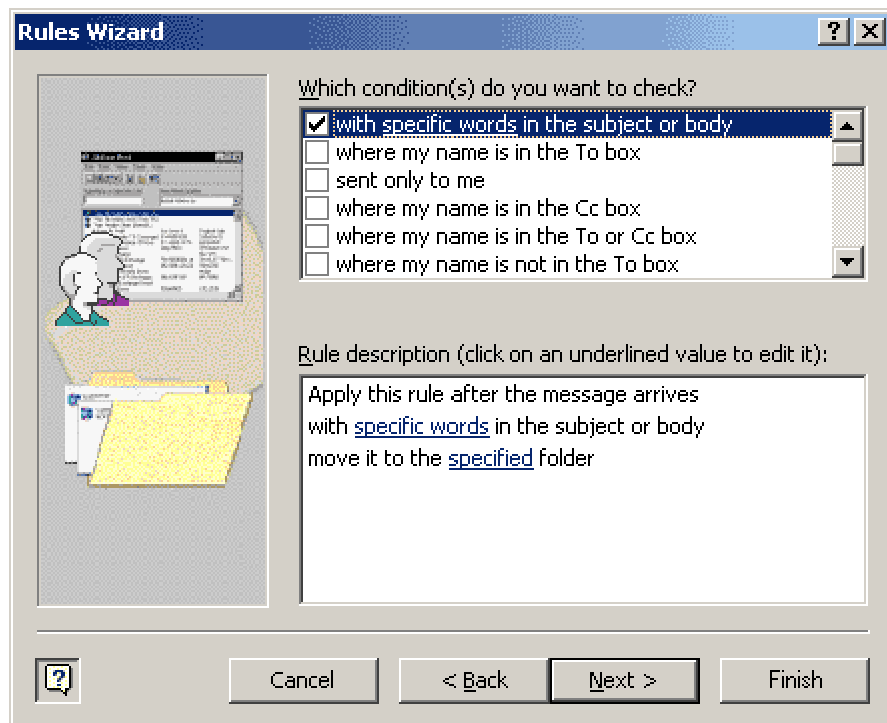 Rules Wizard
Which condition(s) do you want to check?
with specific words in the subject or body
where my name is in the To box
sent only to me
where my name is in the Cc box
where my name is in the To or Cc box
where my name is not in the To box
Rule description (click on an underlined value to edit it):
Apply this rule after the message arrives
with specific words in the subject or body
move it to the specified folder
Cancel
< Back
Next >
Finish